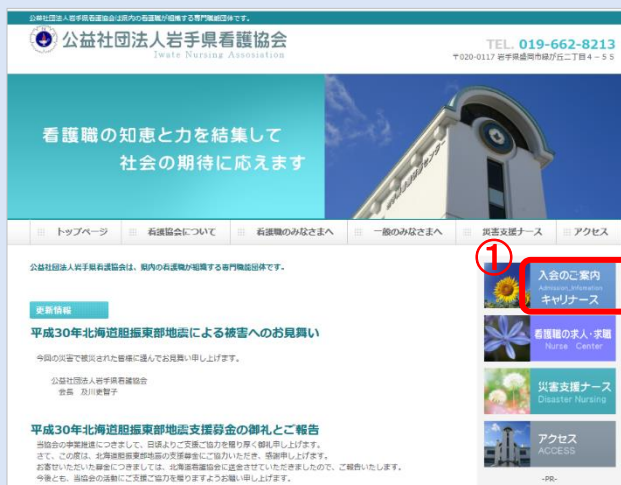 公益社団法人岩手県看護協会は県内の看護職が組織する専門職能団体です。
公益社団法人岩手県看護協会
Iwate Nursing Assosiation
TEL. 019-662-8213
〒020-0117 岩手県盛岡市緑が丘二丁目4－55
看護職の知恵と力を結集して
社会の期待に応えます
トップページ
看護協会について
看護職のみなさまへ
一般のみなさまへ
災害支援ナース
アクセス
公益社団法人岩手県看護協会は、県内の看護職が組織する専門職能団体です。
①
入会のご案内
Admission_Infomation
キャリナース
更新情報
平成30年北海道胆振東部地震による被害へのお見舞い
看護職の求人・求職
Nurse Center
今回の災害で被災された皆様に謹んでお見舞い申し上げます。
公益社団法人岩手県看護協会
会長 及川吏智子
災害支援ナース
Disaster Nursing
平成30年北海道胆振東部地震支援募金の御礼とご報告
当協会の事業推進につきまして、日頃よりご支援ご協力を賜り厚く御礼申し上げます。
さて、この度は、北海道胆振東部地震の支援募金にご協力いただき、感謝申し上げます。
お寄せいただいた募金につきましては、北海道看護協会に送金させていただきましたので、ご報告いたします。
今後とも、当協会の活動にご支援ご協力を賜りますようお願い申し上げます。
アクセス
ACCESS
-PR-